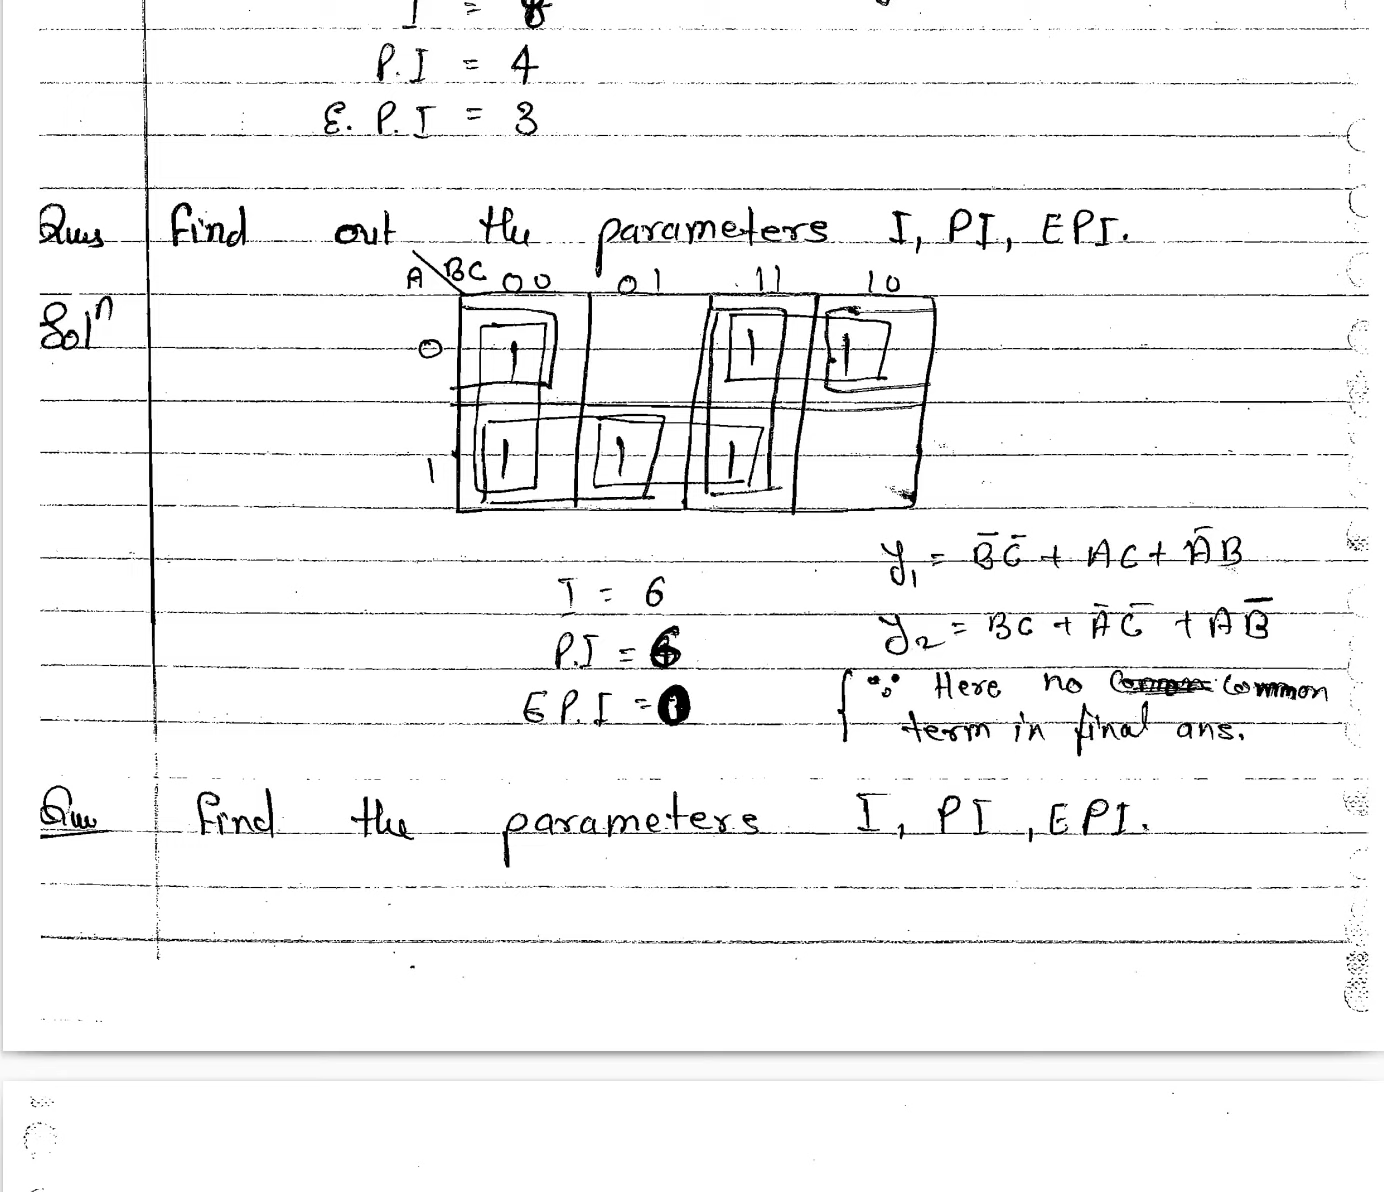 I =
P.I = 4
E. P. I = 3
Ques find out the parameters I, PI, EPI.
A BC 00 01 11 10
Solⁿ
0 1 1 1
1 1 1 1
y₁ = B̄C̄ + AC + ĀB
I = 6
y₂ = BC + ĀC̄ + AB̄
P.I = 6
∵ Here no common
E P. I =
term in final ans.
Que find the parameters I, PI, EPI.